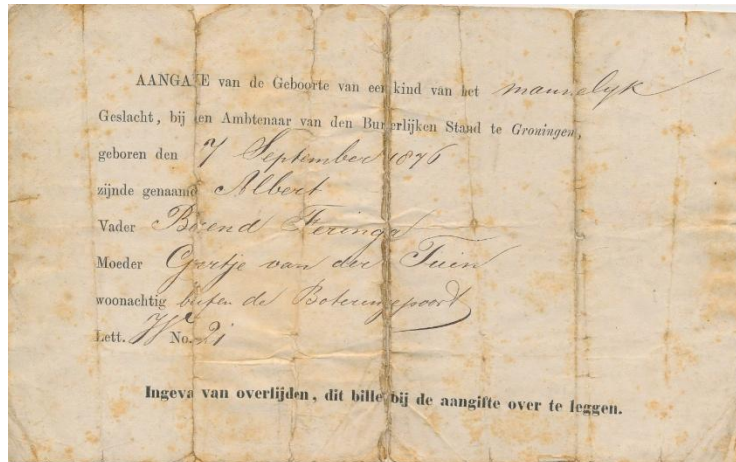 AANGAVE van de Geboorte van een kind van het mannelyk
Geslacht, bij den Ambtenaar van den Burgerlijken Stand te Groningen,
geboren den 7 September 1876
zijnde genaamd Albert
Vader Barend Feringa
Moeder Geertje van der Tuin
woonachtig buiten de Boteringepoort
Lett. W No. 2i
Ingeval van overlijden, dit billet bij de aangifte over te leggen.